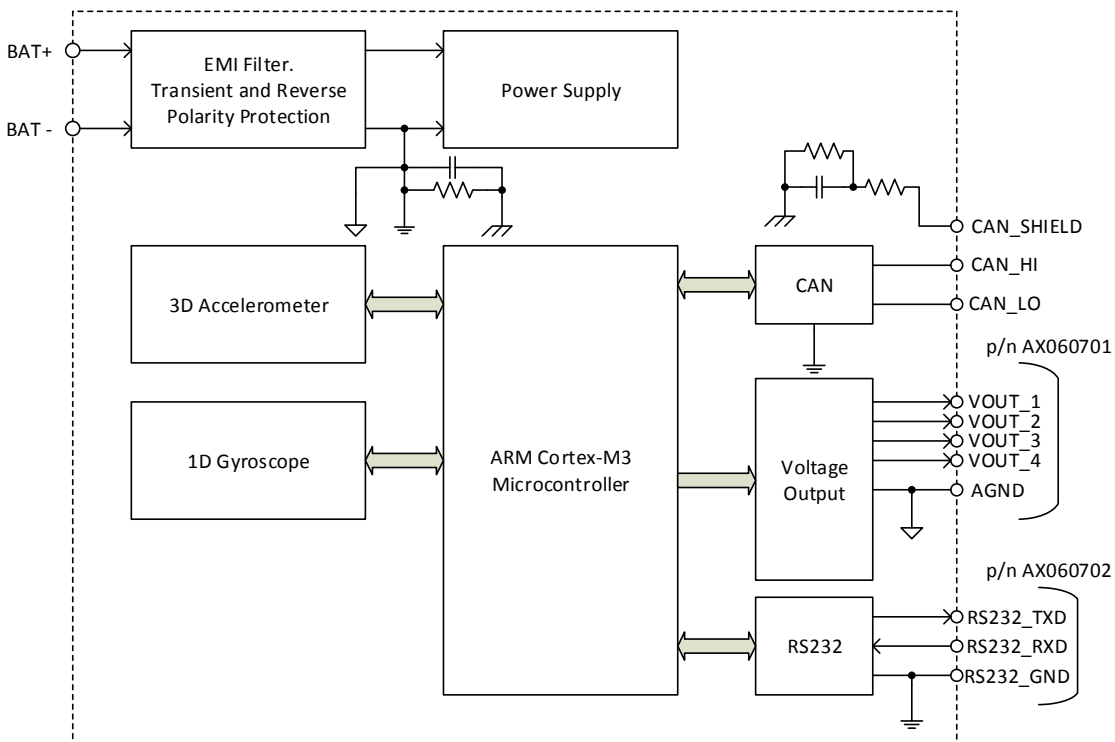 BAT+
BAT -
EMI Filter.
Transient and Reverse
Polarity Protection
Power Supply
CAN_SHIELD
3D Accelerometer
CAN
CAN_HI
CAN_LO
p/n AX060701
1D Gyroscope
ARM Cortex-M3
Microcontroller
Voltage
Output
VOUT_1
VOUT_2
VOUT_3
VOUT_4
AGND
p/n AX060702
RS232
RS232_TXD
RS232_RXD
RS232_GND